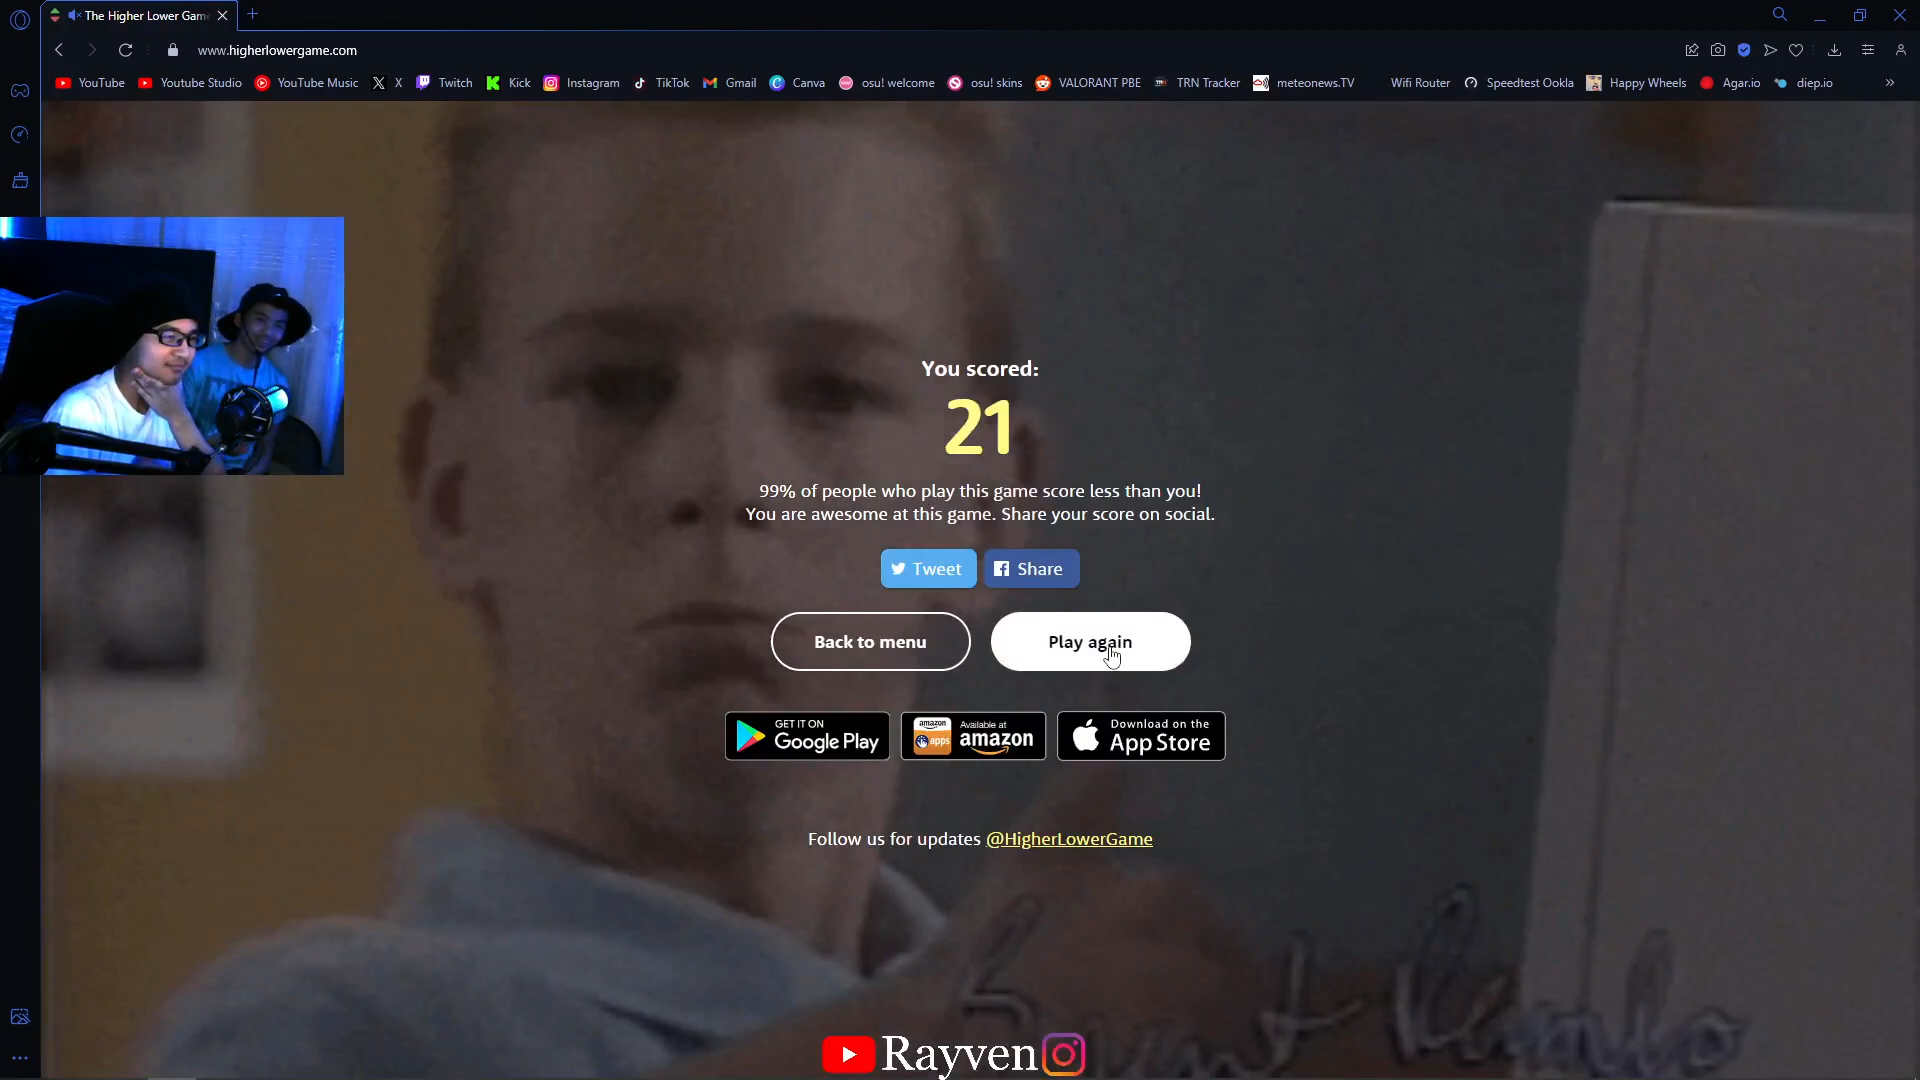 The Higher Lower Gam
www.higherlowergame.com
YouTube Youtube Studio YouTube Music X Twitch Kick Instagram TikTok Gmail Canva osu! welcome osu! skins VALORANT PBE TRN Tracker meteonews.TV Wifi Router Speedtest Ookla Happy Wheels Agar.io diep.io
You scored:
21
99% of people who play this game score less than you!
You are awesome at this game. Share your score on social.
Tweet Share
Back to menu Play again
GET IT ON
Google Play
amazon
apps
Available at
amazon
Download on the
App Store
Follow us for updates @HigherLowerGame
Rayven